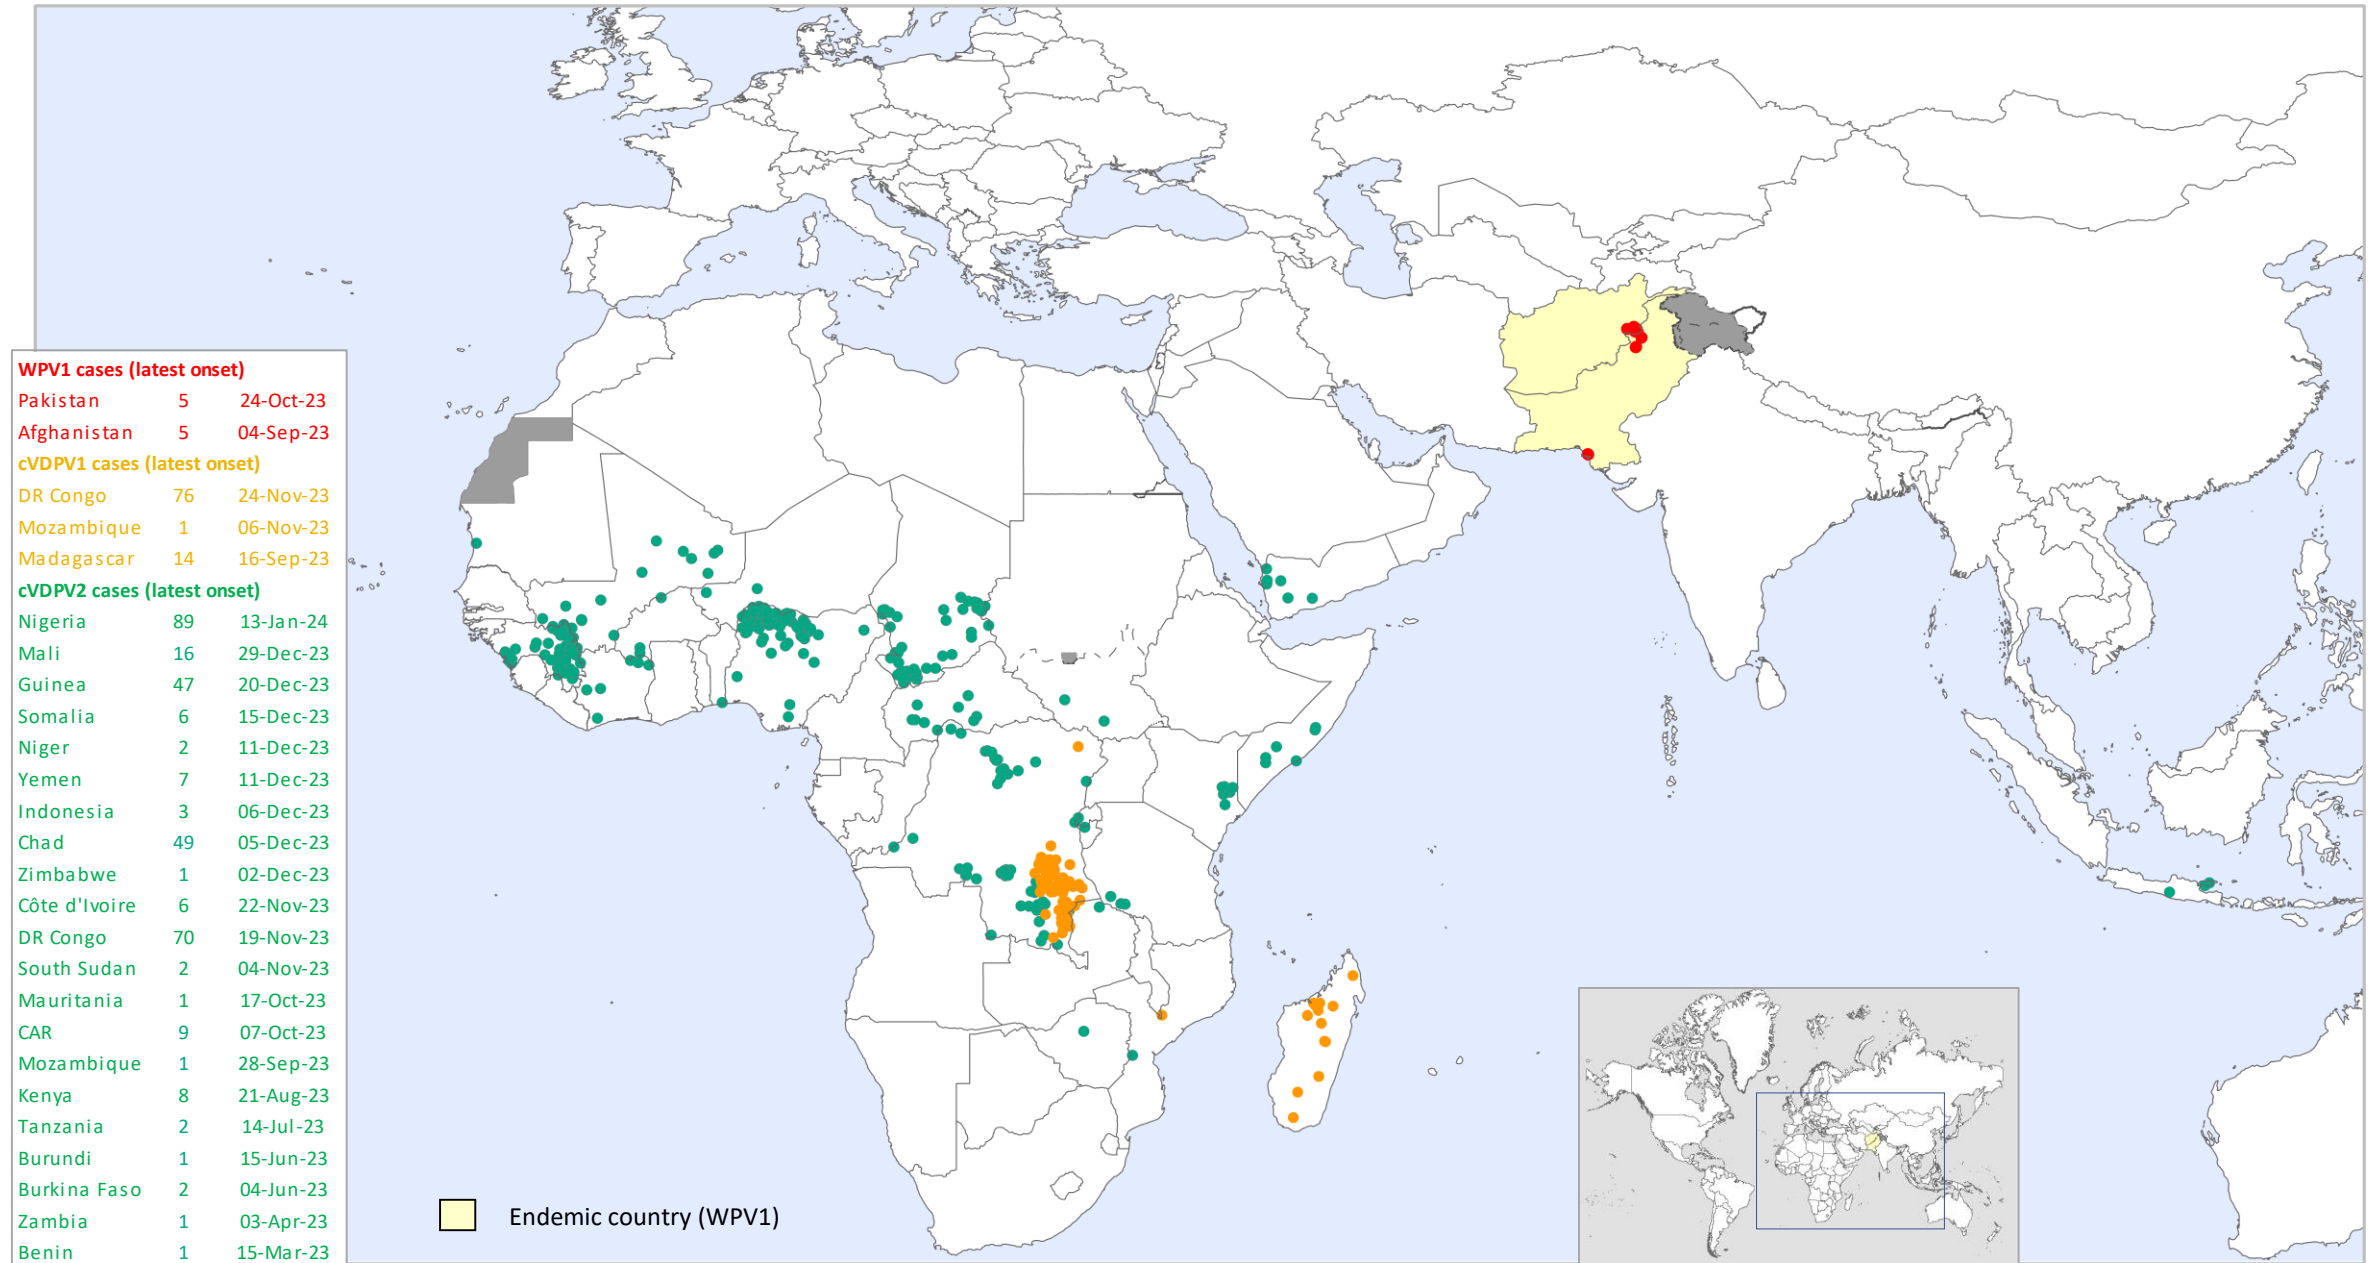 WPV1 cases (latest onset)
Pakistan 5 24-Oct-23
Afghanistan 5 04-Sep-23
cVDPV1 cases (latest onset)
DR Congo 76 24-Nov-23
Mozambique 1 06-Nov-23
Madagascar 14 16-Sep-23
cVDPV2 cases (latest onset)
Nigeria 89 13-Jan-24
Mali 16 29-Dec-23
Guinea 47 20-Dec-23
Somalia 6 15-Dec-23
Niger 2 11-Dec-23
Yemen 7 11-Dec-23
Indonesia 3 06-Dec-23
Chad 49 05-Dec-23
Zimbabwe 1 02-Dec-23
Côte d'Ivoire 6 22-Nov-23
DR Congo 70 19-Nov-23
South Sudan 2 04-Nov-23
Mauritania 1 17-Oct-23
CAR 9 07-Oct-23
Mozambique 1 28-Sep-23
Kenya 8 21-Aug-23
Tanzania 2 14-Jul-23
Burundi 1 15-Jun-23
Burkina Faso 2 04-Jun-23
Zambia 1 03-Apr-23
Benin 1 15-Mar-23
Endemic country (WPV1)